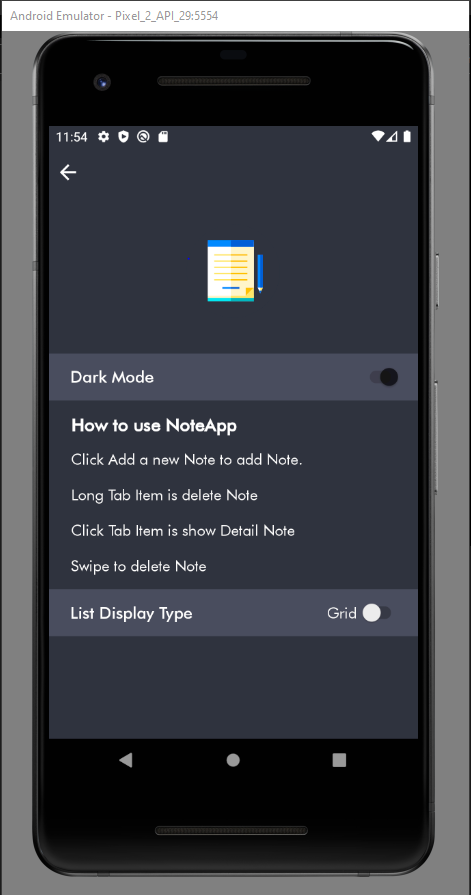 Android Emulator - Pixel_2_API_29:5554
11:54
Dark Mode
How to use NoteApp
Click Add a new Note to add Note.
Long Tab Item is delete Note
Click Tab Item is show Detail Note
Swipe to delete Note
List Display Type Grid